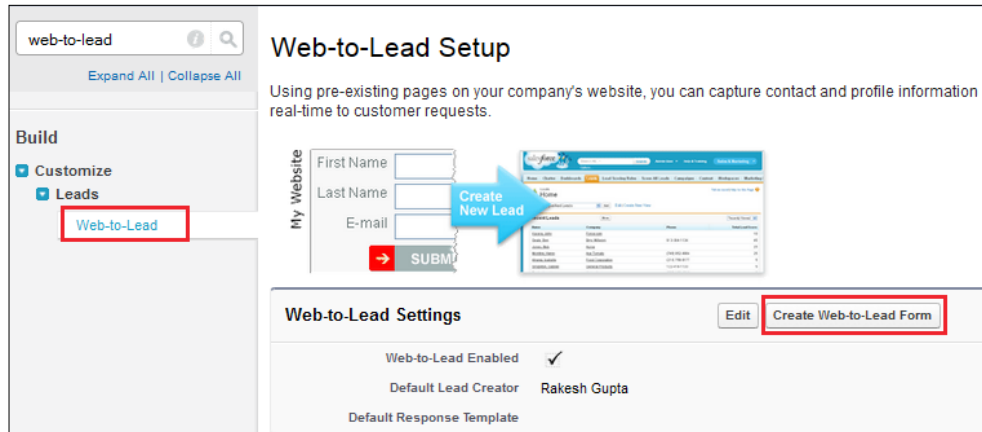 web-to-lead
Expand All | Collapse All
Build
Customize
Leads
Web-to-Lead
Web-to-Lead Setup
Using pre-existing pages on your company's website, you can capture contact and profile information
real-time to customer requests.
My Website
First Name
Last Name
E-mail
SUBM
Create
New Lead
Home
Web-to-Lead Settings
Edit
Create Web-to-Lead Form
Web-to-Lead Enabled
Default Lead Creator Rakesh Gupta
Default Response Template